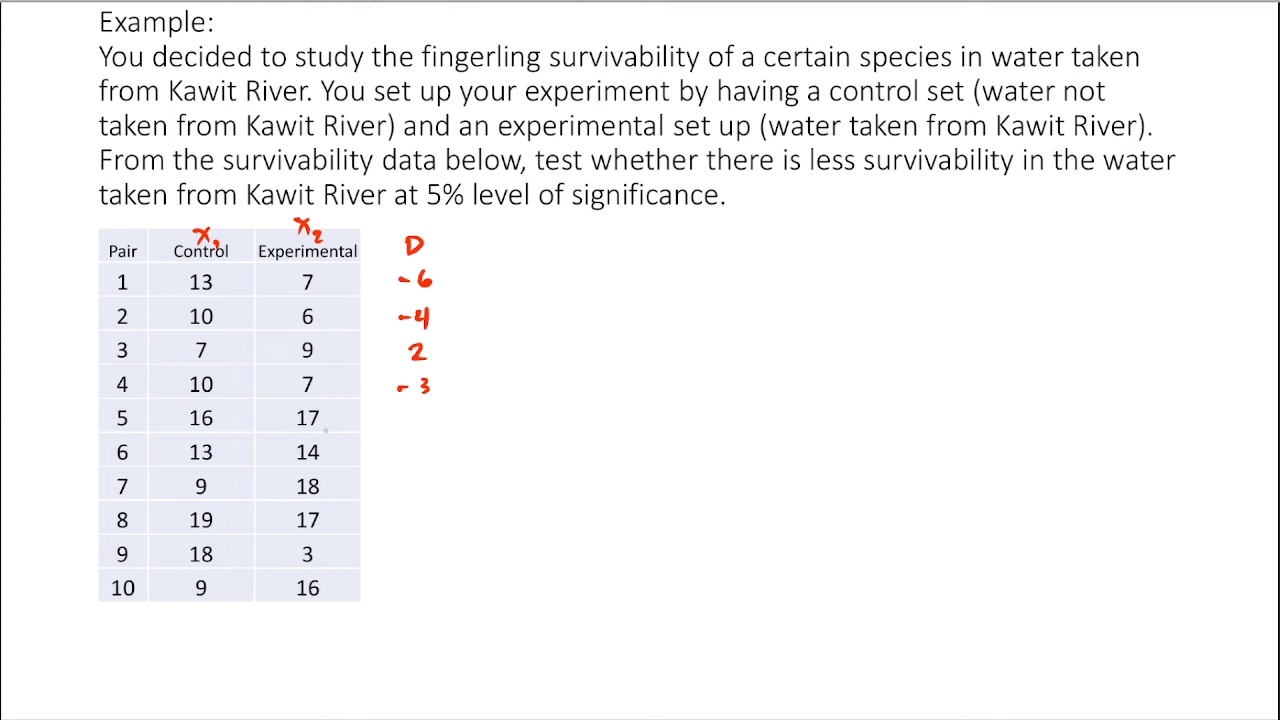 Example:
You decided to study the fingerling survivability of a certain species in water taken
from Kawit River. You set up your experiment by having a control set (water not
taken from Kawit River) and an experimental set up (water taken from Kawit River).
From the survivability data below, test whether there is less survivability in the water
taken from Kawit River at 5% level of significance.
x₁ x₂
Pair Control Experimental D
1 13 7 -6
2 10 6 -4
3 7 9 2
4 10 7 -3
5 16 17
6 13 14
7 9 18
8 19 17
9 18 3
10 9 16